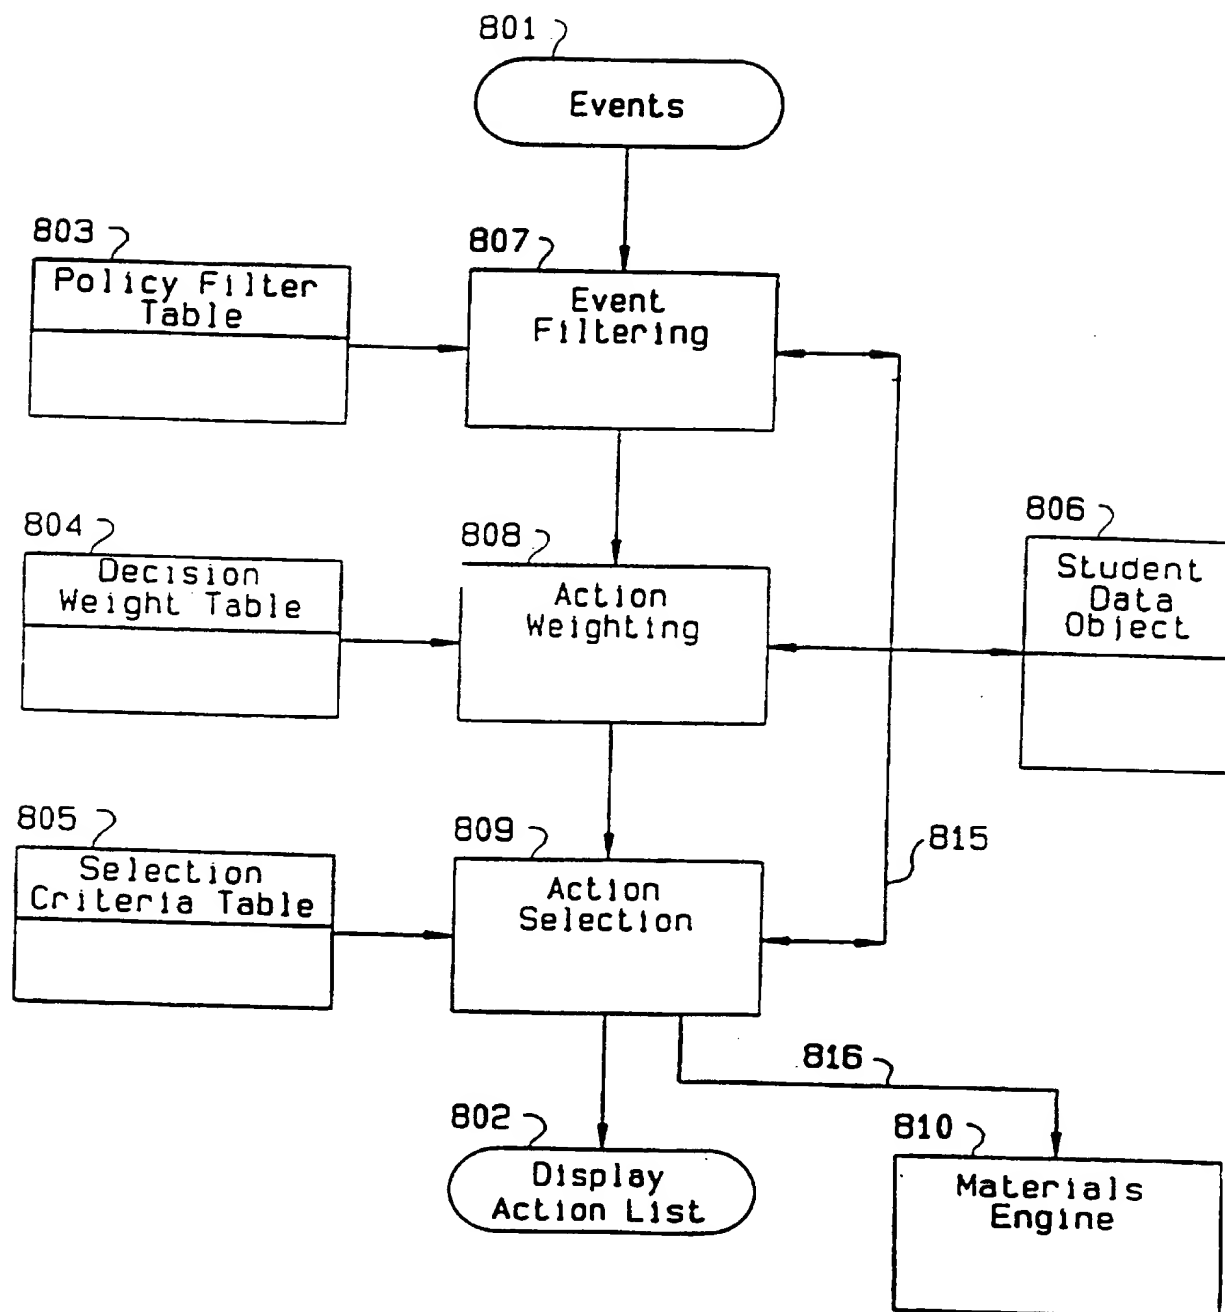 801
Events
803
Policy Filter
Table
807
Event
Filtering
804
Decision
Weight Table
808
Action
Weighting
806
Student
Data
Object
805
Selection
Criteria Table
809
Action
Selection
815
816
802
Display
Action List
810
Materials
Engine